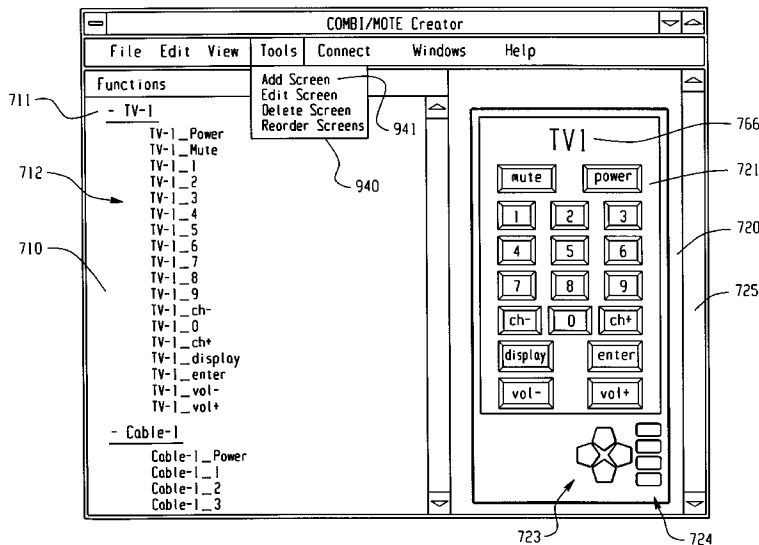 COMBI/MOTE Creator
File Edit View Tools Connect Windows Help
Functions
Add Screen
Edit Screen
Delete Screen
Reorder Screens
941
940
711
712
710
- TV-1
TV-1_Power
TV-1_Mute
TV-1_1
TV-1_2
TV-1_3
TV-1_4
TV-1_5
TV-1_6
TV-1_7
TV-1_8
TV-1_9
TV-1_ch-
TV-1_0
TV-1_ch+
TV-1_display
TV-1_enter
TV-1_vol-
TV-1_vol+
- Cable-1
Cable-1_Power
Cable-1_1
Cable-1_2
Cable-1_3
TV1
mute power
1 2 3
4 5 6
7 8 9
ch- 0 ch+
display enter
vol- vol+
766
721
720
725
723
724